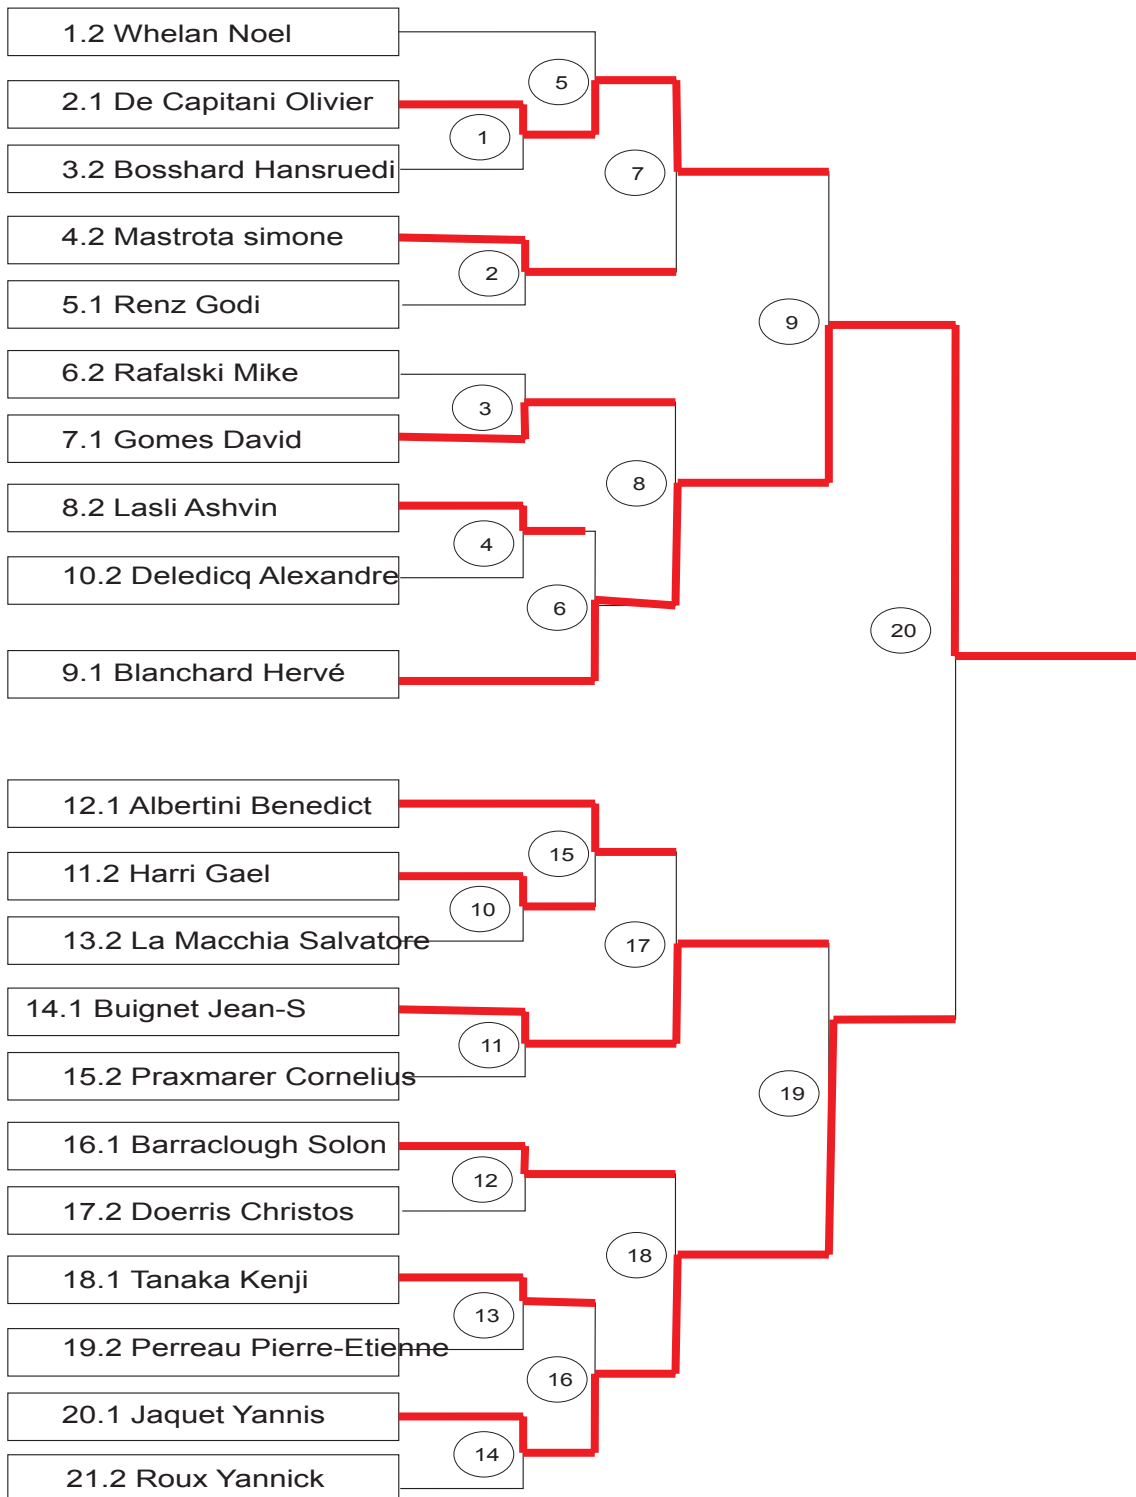 1.2 Whelan Noel
5
2.1 De Capitani Olivier
1
3.2 Bosshard Hansruedi
7
4.2 Mastrota simone
2
5.1 Renz Godi
9
6.2 Rafalski Mike
3
7.1 Gomes David
8
8.2 Lasli Ashvin
4
10.2 Deledicq Alexandre
6
20
9.1 Blanchard Hervé
12.1 Albertini Benedict
15
11.2 Harri Gael
10
13.2 La Macchia Salvatore
17
14.1 Buignet Jean-S
11
15.2 Praxmarer Cornelius
19
16.1 Barraclough Solon
12
17.2 Doerris Christos
18
18.1 Tanaka Kenji
13
19.2 Perreau Pierre-Etienne
16
20.1 Jaquet Yannis
14
21.2 Roux Yannick